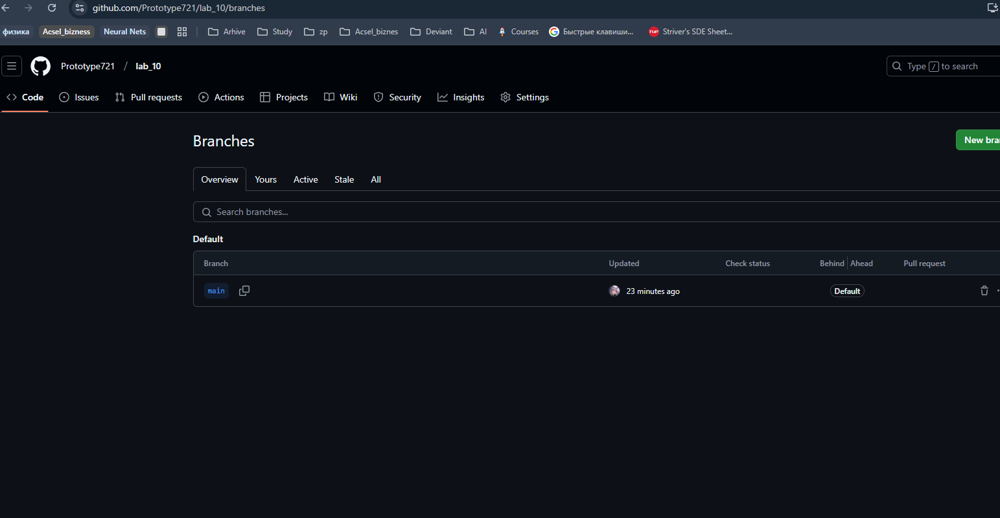 github.com/Prototype721/lab_10/branches
физика Acsel_bizness Neural Nets Arhive Study zp Acsel_biznes Deviant AI Courses Быстрые клавиши... Striver's SDE Sheet...
Prototype721 / lab_10 Type / to search
Code Issues Pull requests Actions Projects Wiki Security Insights Settings
Branches New bra
Overview Yours Active Stale All
Search branches...
Default
Branch Updated Check status Behind Ahead Pull request
main 23 minutes ago Default